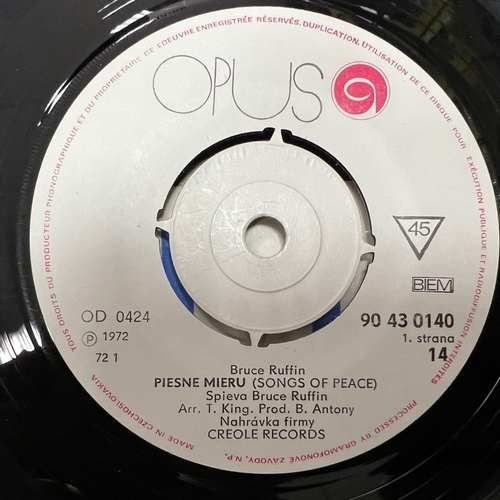 TOUS DROITS DU PRODUCTEUR PHONOGRAPHIQUE ET DU PROPRIETAIRE DE L'OEUVRE ENREGISTRÉE RÉSERVÉS, DUPLICATION, UTILISATION DE CE DISQUE POUR EXÉCUTION PUBLIQUE ET RADIODIFFUSION INTERDITES
OPUS
45
BIEM
OD 0424
℗ 1972
72 1
90 43 0140
1. strana
14
Bruce Ruffin
PIESNE MIERU (SONGS OF PEACE)
Spieva Bruce Ruffin
Arr. T. King. Prod. B. Antony
Nahrávka firmy
CREOLE RECORDS
MADE IN CZECHOSLOVAKIA
PROCESSED BY GRAMOFONOVÉ ZÁVODY, N.P.